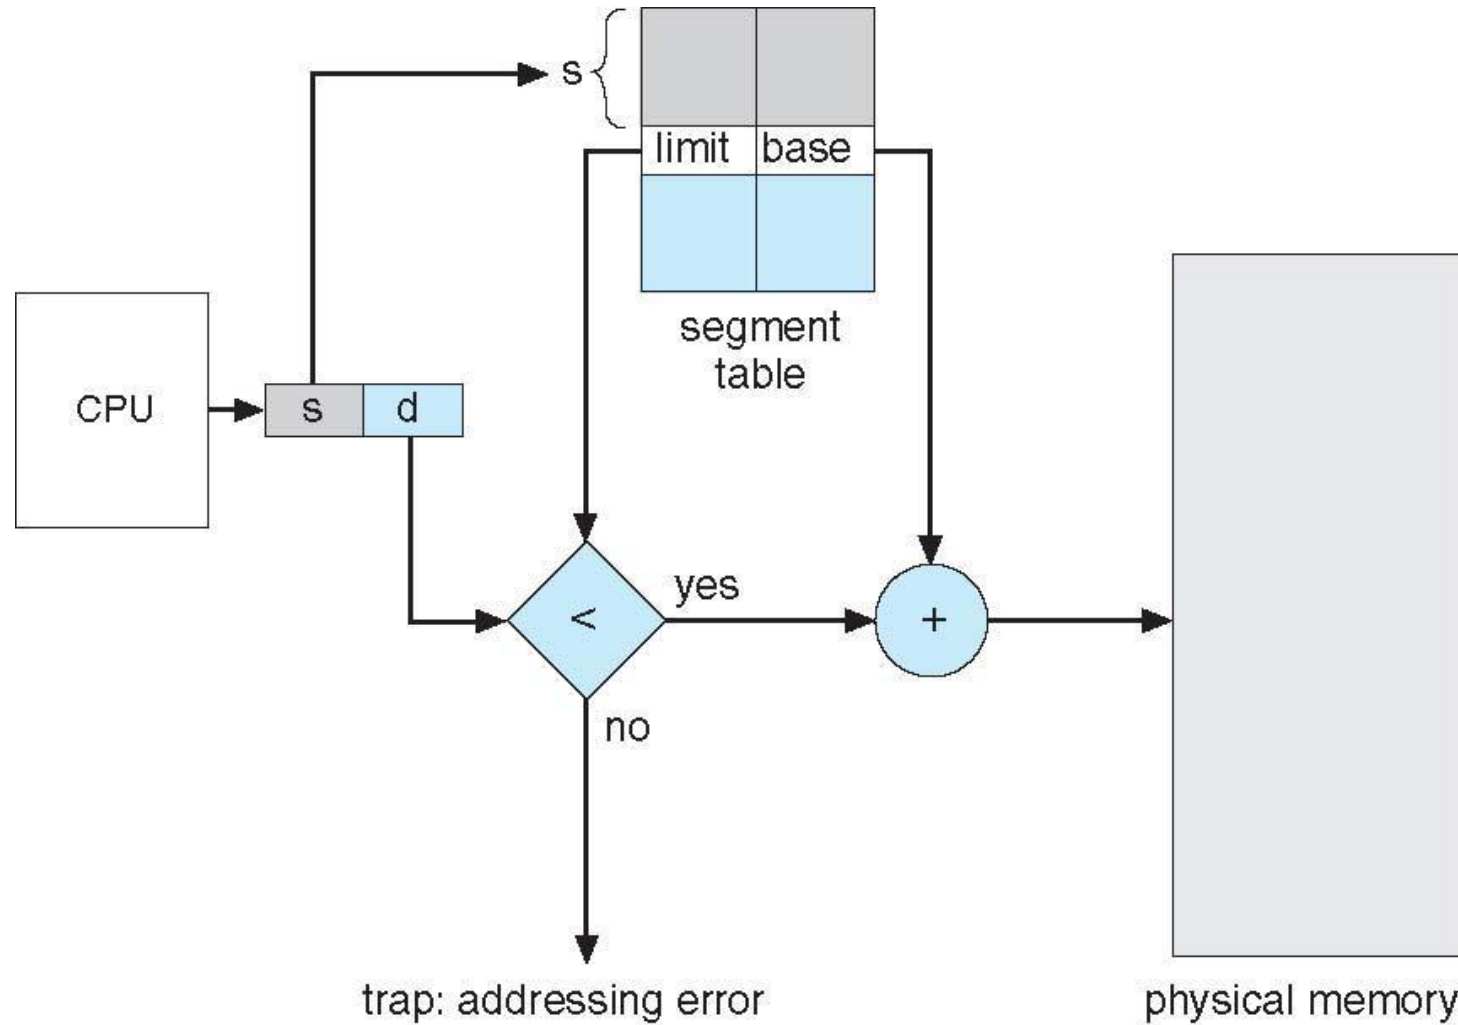 s
limit base
segment
table
CPU
s d
yes
<
+
no
trap: addressing error
physical memory